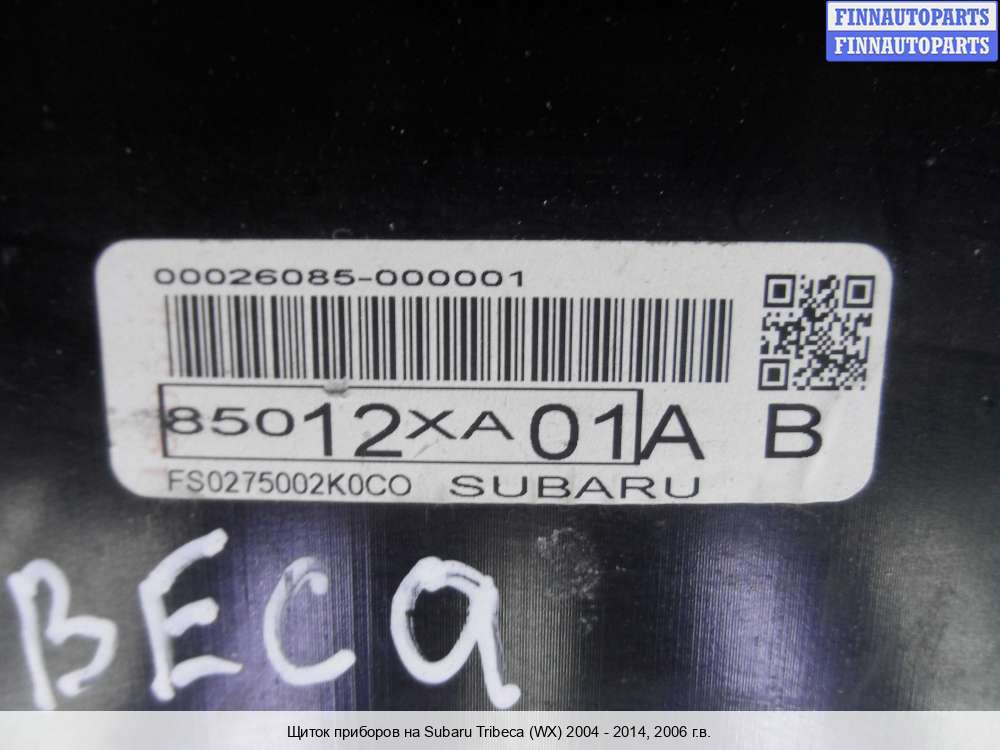 FINNAUTOPARTS
FINNAUTOPARTS
00026085-000001
85012XA01A B
FS0275002K0CO SUBARU
BECA
Щиток приборов на Subaru Tribeca (WX) 2004 - 2014, 2006 г.в.